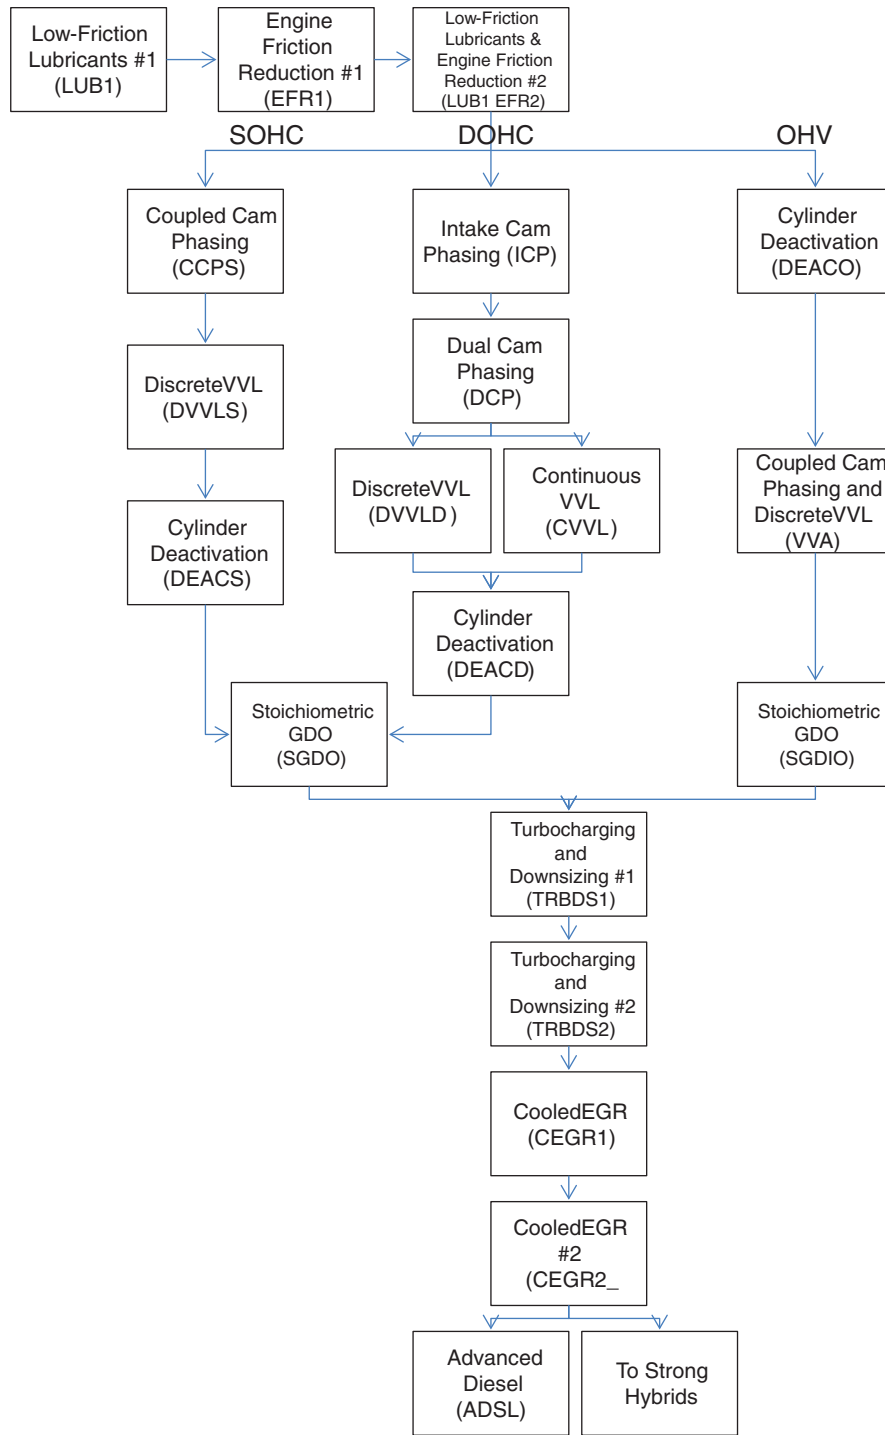 Low-Friction
Lubricants #1
(LUB1)
Engine
Friction
Reduction #1
(EFR1)
Low-Friction
Lubricants &
Engine Friction
Reduction #2
(LUB1 EFR2)
SOHC
DOHC
OHV
Coupled Cam
Phasing
(CCPS)
Intake Cam
Phasing (ICP)
Cylinder
Deactivation
(DEACO)
Dual Cam
Phasing
(DCP)
DiscreteVVL
(DVVLS)
DiscreteVVL
(DVVLD )
Continuous
VVL
(CVVL)
Coupled Cam
Phasing and
DiscreteVVL
(VVA)
Cylinder
Deactivation
(DEACS)
Cylinder
Deactivation
(DEACD)
Stoichiometric
GDO
(SGDO)
Stoichiometric
GDO
(SGDIO)
Turbocharging
and
Downsizing #1
(TRBDS1)
Turbocharging
and
Downsizing #2
(TRBDS2)
CooledEGR
(CEGR1)
CooledEGR
#2
(CEGR2_
Advanced
Diesel
(ADSL)
To Strong
Hybrids